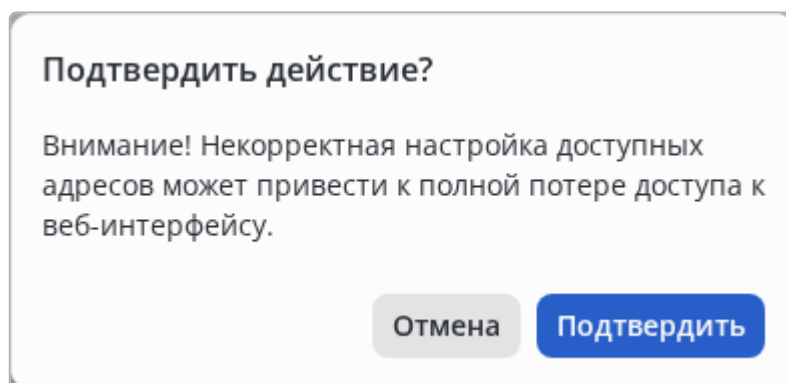 Подтвердить действие?
Внимание! Некорректная настройка доступных
адресов может привести к полной потере доступа к
веб-интерфейсу.
Отмена
Подтвердить